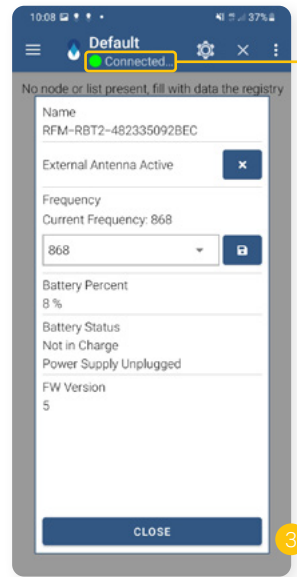 10:08
37%
Default
Connected...
No node or list present, fill with data the registry
Name
RFM-RBT2-482335092BEC
External Antenna Active
Frequency
Current Frequency: 868
868
Battery Percent
8 %
Battery Status
Not in Charge
Power Supply Unplugged
FW Version
5
CLOSE
3